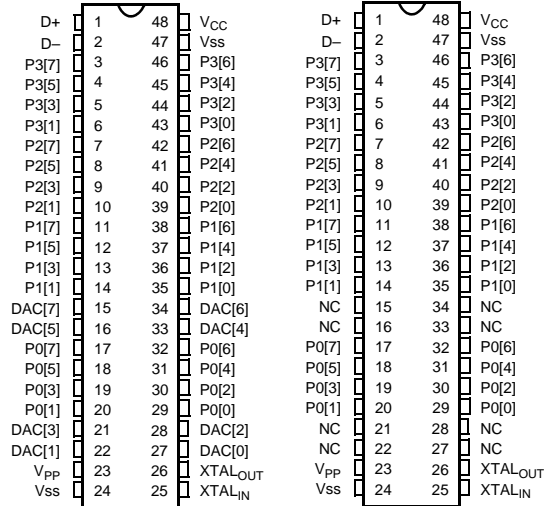 D+ 1 48 VCC D+ 1 48 VCC
D– 2 47 Vss D– 2 47 Vss
P3[7] 3 46 P3[6] P3[7] 3 46 P3[6]
P3[5] 4 45 P3[4] P3[5] 4 45 P3[4]
P3[3] 5 44 P3[2] P3[3] 5 44 P3[2]
P3[1] 6 43 P3[0] P3[1] 6 43 P3[0]
P2[7] 7 42 P2[6] P2[7] 7 42 P2[6]
P2[5] 8 41 P2[4] P2[5] 8 41 P2[4]
P2[3] 9 40 P2[2] P2[3] 9 40 P2[2]
P2[1] 10 39 P2[0] P2[1] 10 39 P2[0]
P1[7] 11 38 P1[6] P1[7] 11 38 P1[6]
P1[5] 12 37 P1[4] P1[5] 12 37 P1[4]
P1[3] 13 36 P1[2] P1[3] 13 36 P1[2]
P1[1] 14 35 P1[0] P1[1] 14 35 P1[0]
DAC[7] 15 34 DAC[6] NC 15 34 NC
DAC[5] 16 33 DAC[4] NC 16 33 NC
P0[7] 17 32 P0[6] P0[7] 17 32 P0[6]
P0[5] 18 31 P0[4] P0[5] 18 31 P0[4]
P0[3] 19 30 P0[2] P0[3] 19 30 P0[2]
P0[1] 20 29 P0[0] P0[1] 20 29 P0[0]
DAC[3] 21 28 DAC[2] NC 21 28 NC
DAC[1] 22 27 DAC[0] NC 22 27 NC
VPP 23 26 XTALOUT VPP 23 26 XTALOUT
Vss 24 25 XTALIN Vss 24 25 XTALIN